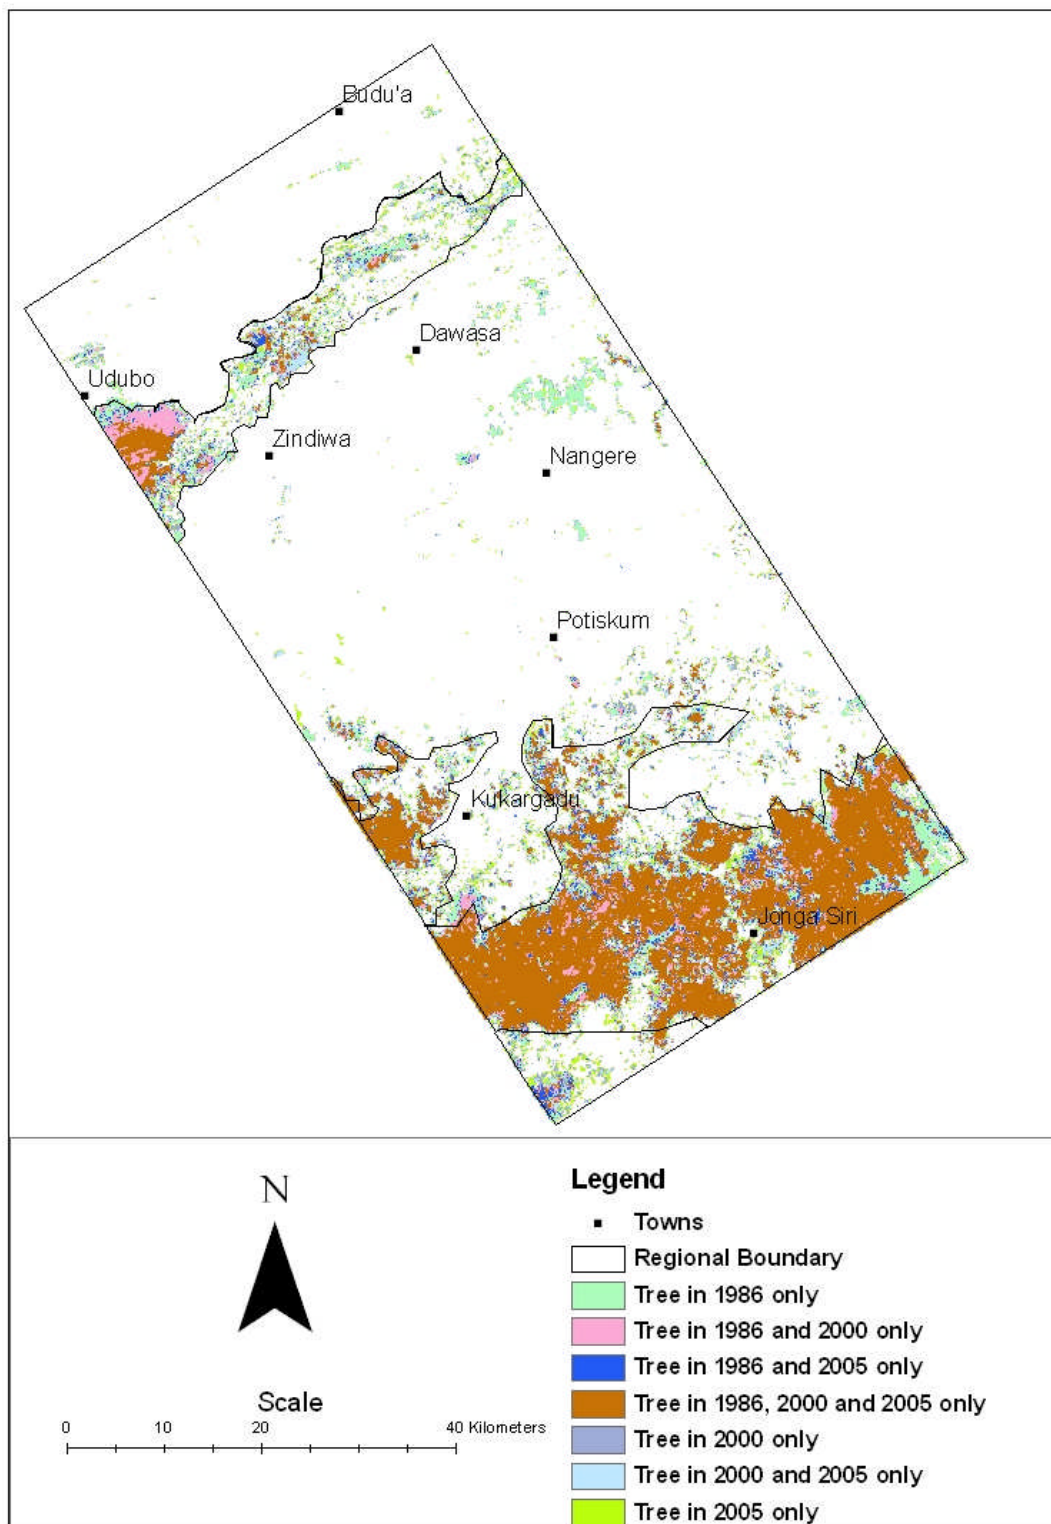 Budu'a
Dawasa
Udubo
Zindiwa
Nangere
Potiskum
Kukargadu
Jonga Siri
N
Scale
0 10 20 40 Kilometers
Legend
Towns
Regional Boundary
Tree in 1986 only
Tree in 1986 and 2000 only
Tree in 1986 and 2005 only
Tree in 1986, 2000 and 2005 only
Tree in 2000 only
Tree in 2000 and 2005 only
Tree in 2005 only